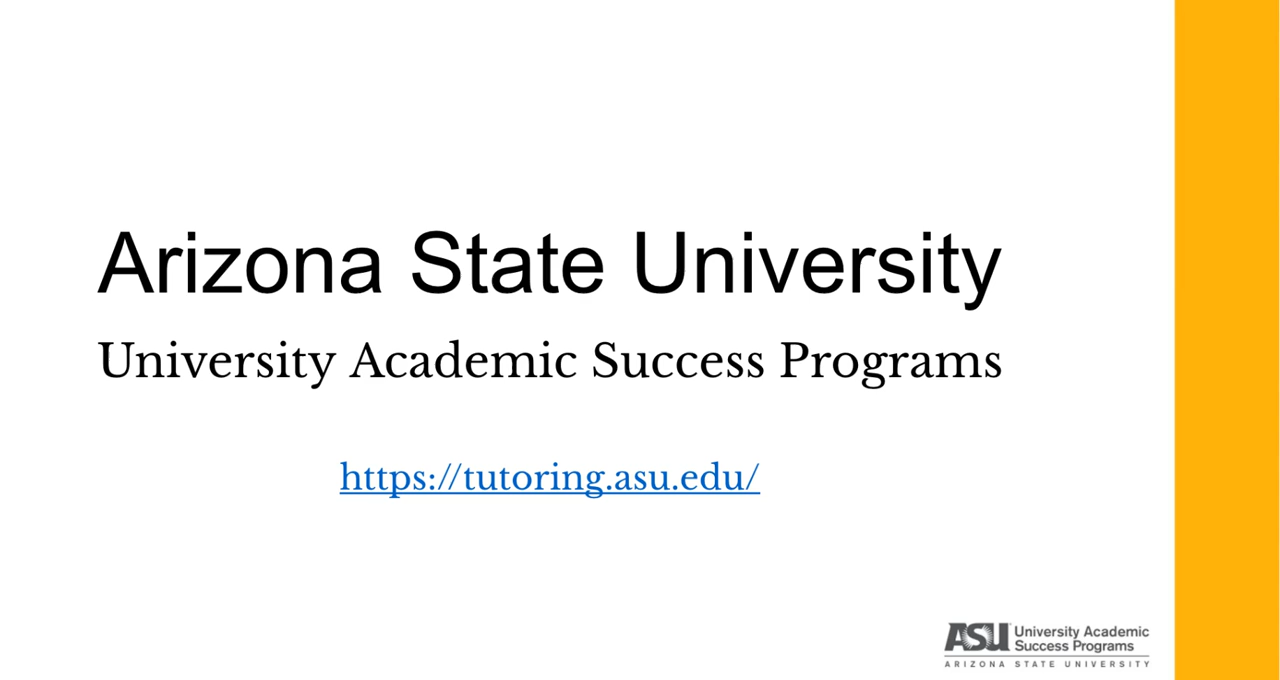 Arizona State University
University Academic Success Programs
https://tutoring.asu.edu/
ASU University Academic
Success Programs
ARIZONA STATE UNIVERSITY